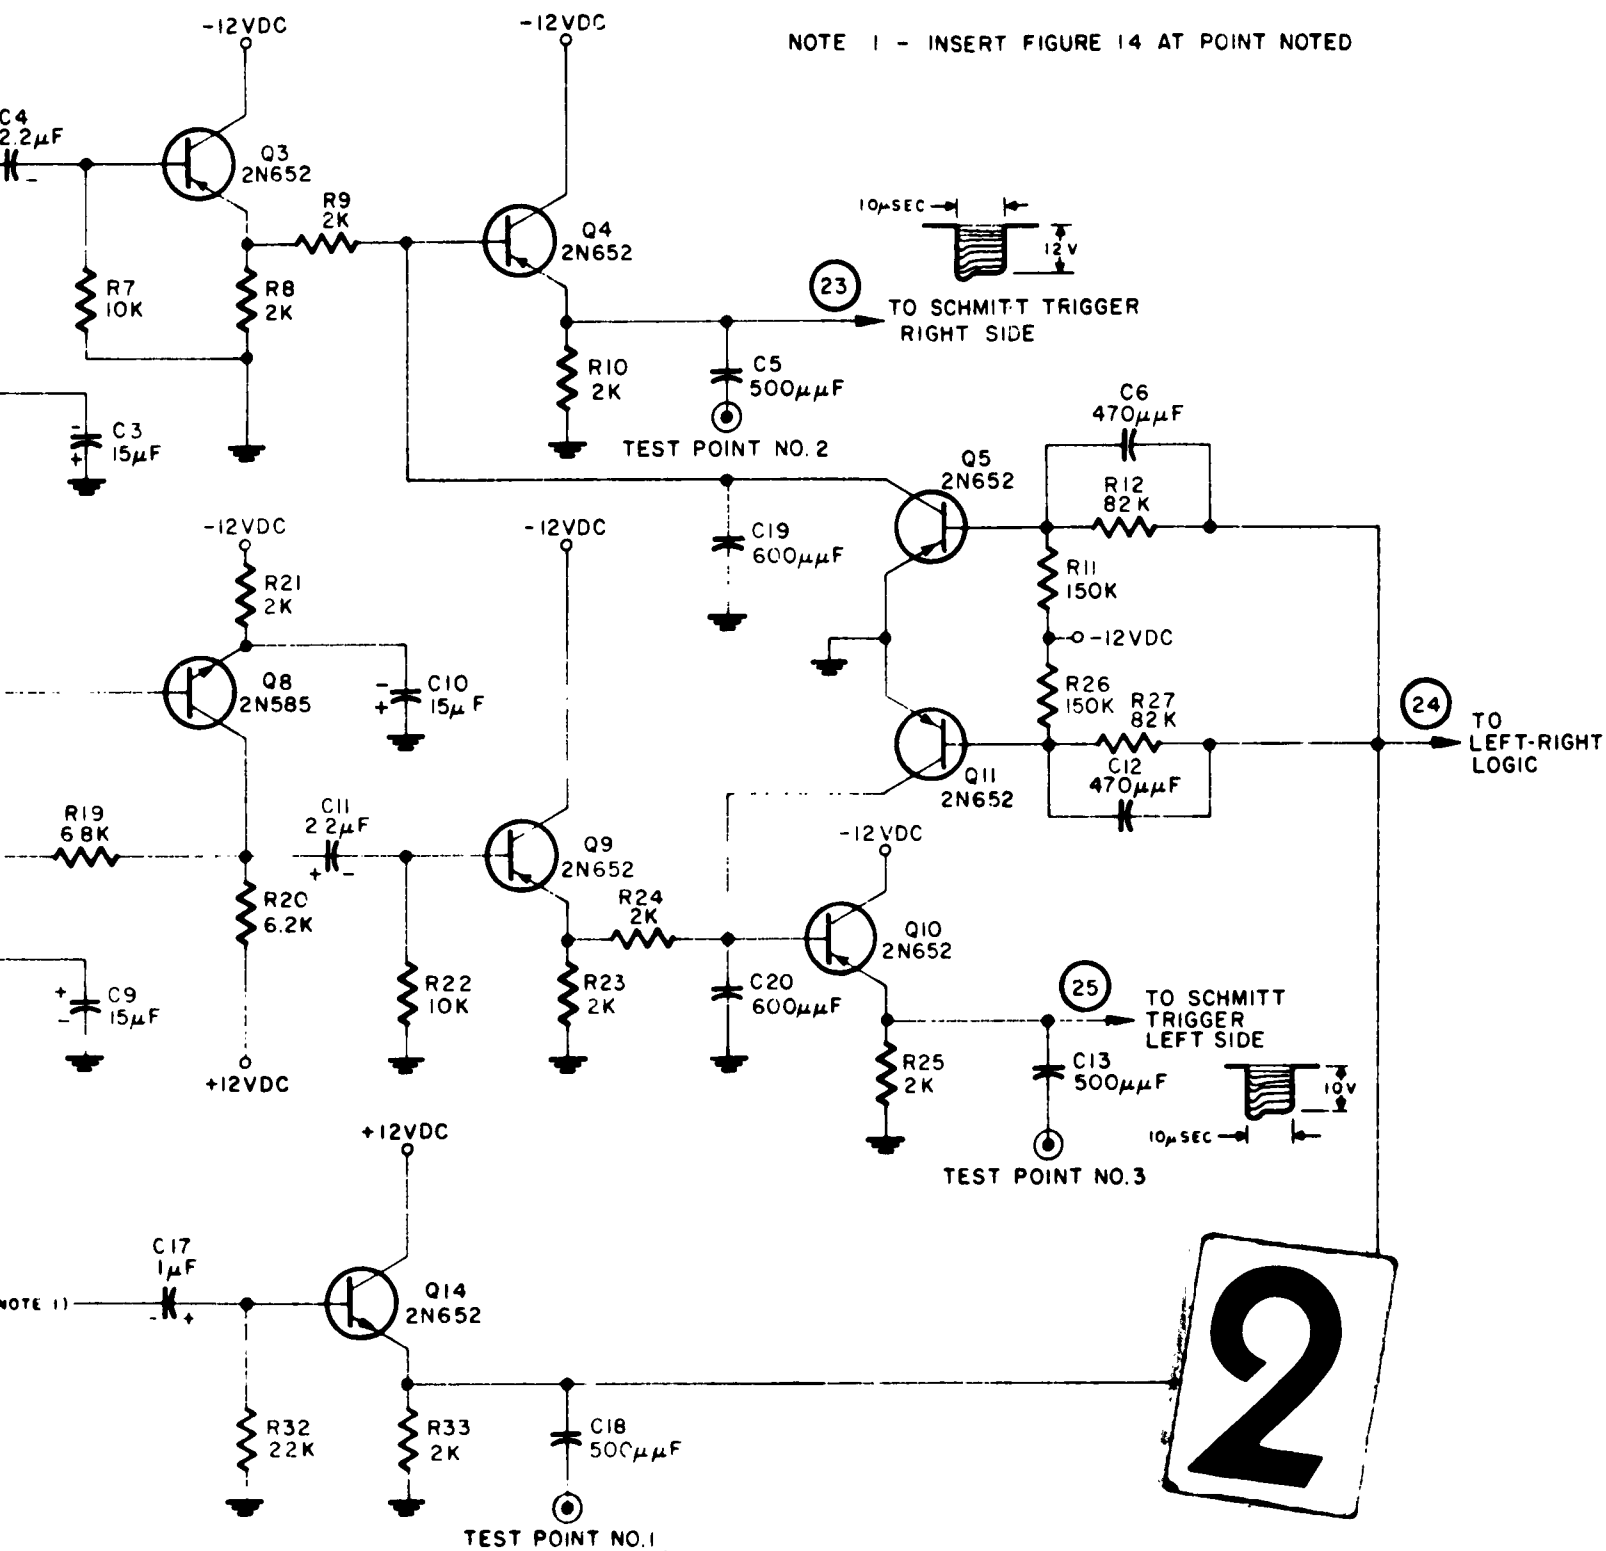 -12VDC
-12VDC
NOTE 1 - INSERT FIGURE 14 AT POINT NOTED
C4
2.2μF
-
Q3
2N652
R9
2K
Q4
2N652
R7
10K
R8
2K
10μSEC
12V
23
TO SCHMITT TRIGGER
RIGHT SIDE
R10
2K
C5
500μμF
TEST POINT NO. 2
-
+
C3
15μF
C6
470μμF
Q5
2N652
R12
82K
-12VDC
-12VDC
C19
600μμF
R11
150K
R21
2K
-12VDC
Q8
2N585
-
+
C10
15μF
R26
150K
R27
82K
24
TO
LEFT-RIGHT
LOGIC
Q11
2N652
C12
470μμF
R19
68K
C11
22μF
+ -
Q9
2N652
-12VDC
R20
6.2K
R24
2K
Q10
2N652
+
-
C9
15μF
R22
10K
R23
2K
C20
600μμF
25
TO SCHMITT
TRIGGER
LEFT SIDE
+12VDC
R25
2K
C13
500μμF
10V
10μSEC
TEST POINT NO.3
+12VDC
C17
1μF
- +
NOTE 1)
Q14
2N652
2
R32
22K
R33
2K
C18
500μμF
TEST POINT NO.1